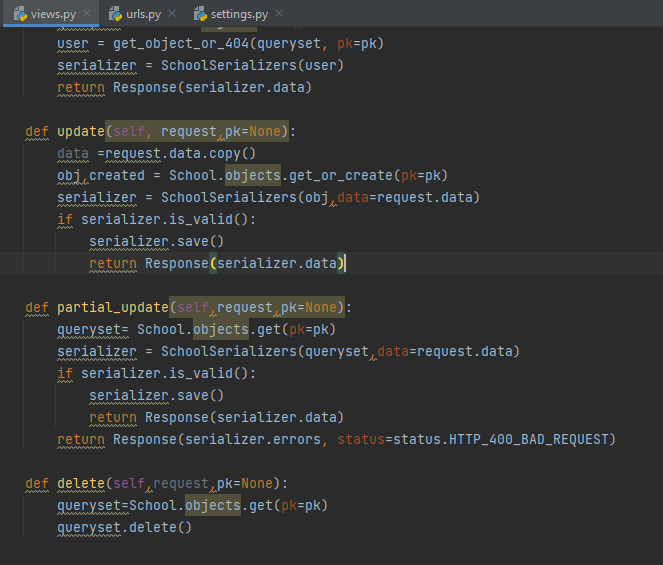 views.py × urls.py × settings.py ×
user = get_object_or_404(queryset, pk=pk)
serializer = SchoolSerializers(user)
return Response(serializer.data)
def update(self, request,pk=None):
data =request.data.copy()
obj,created = School.objects.get_or_create(pk=pk)
serializer = SchoolSerializers(obj,data=request.data)
if serializer.is_valid():
serializer.save()
return Response(serializer.data)
def partial_update(self,request,pk=None):
queryset= School.objects.get(pk=pk)
serializer = SchoolSerializers(queryset,data=request.data)
if serializer.is_valid():
serializer.save()
return Response(serializer.data)
return Response(serializer.errors, status=status.HTTP_400_BAD_REQUEST)
def delete(self,request,pk=None):
queryset=School.objects.get(pk=pk)
queryset.delete()